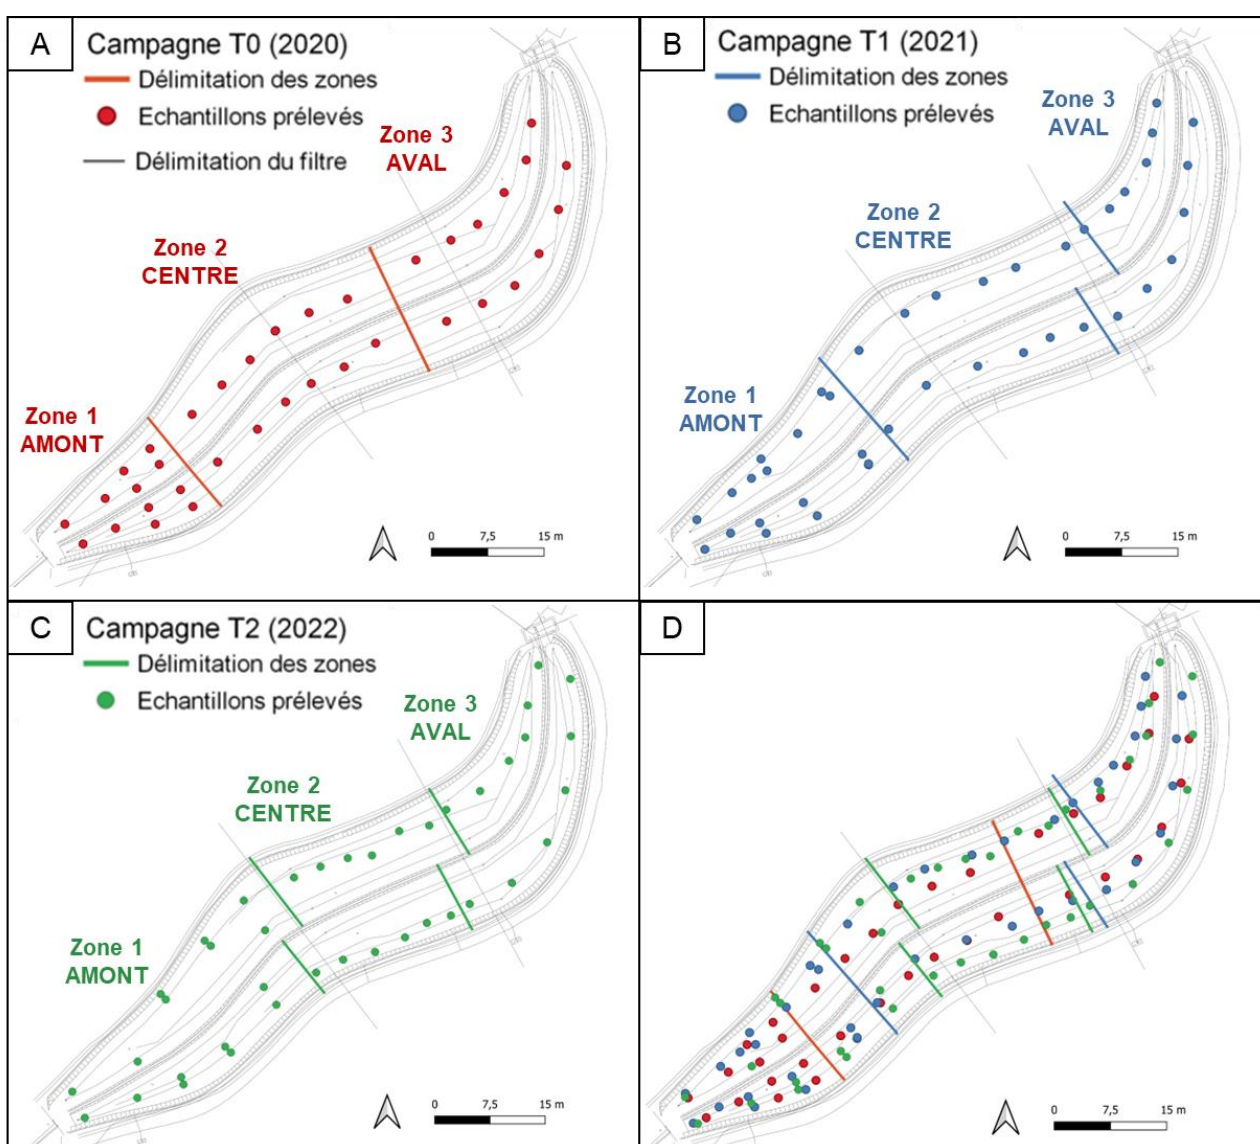 A
Campagne T0 (2020)
Délimitation des zones
Echantillons prélevés
Délimitation du filtre
Zone 3
AVAL
Zone 2
CENTRE
Zone 1
AMONT
0 7,5 15 m
B
Campagne T1 (2021)
Délimitation des zones
Echantillons prélevés
Zone 3
AVAL
Zone 2
CENTRE
Zone 1
AMONT
0 7,5 15 m
C
Campagne T2 (2022)
Délimitation des zones
Echantillons prélevés
Zone 3
AVAL
Zone 2
CENTRE
Zone 1
AMONT
0 7,5 15 m
D
0 7,5 15 m